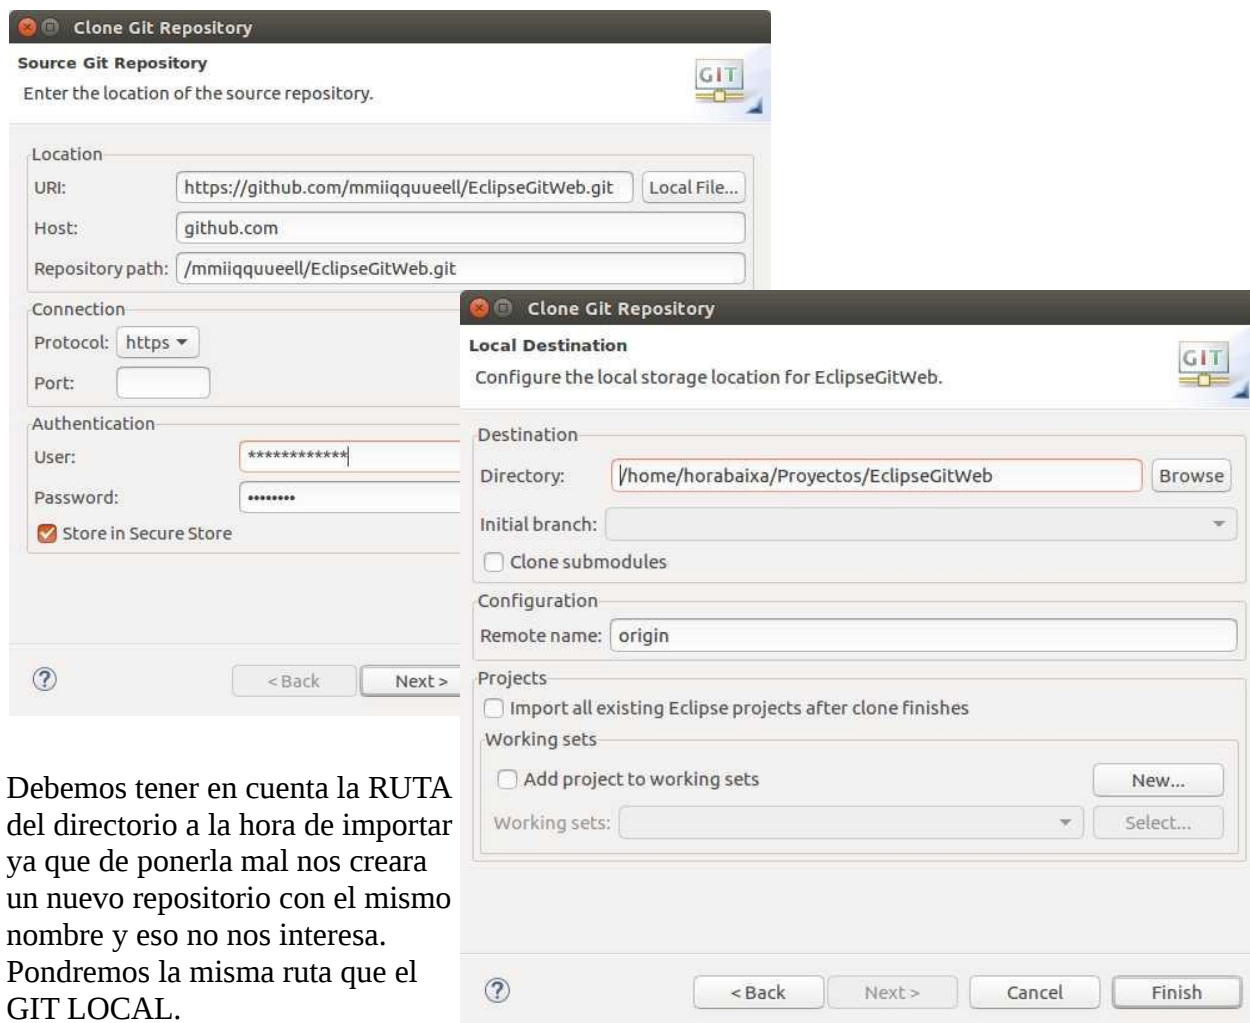 Clone Git Repository
Source Git Repository
Enter the location of the source repository.
GIT
Location
URI: https://github.com/mmiiqquueell/EclipseGitWeb.git Local File...
Host: github.com
Repository path: /mmiiqquueell/EclipseGitWeb.git
Connection
Protocol: https
Port:
Authentication
User: ************
Password: ••••••••
Store in Secure Store
< Back Next >
Clone Git Repository
Local Destination
Configure the local storage location for EclipseGitWeb.
GIT
Destination
Directory: /home/horabaixa/Proyectos/EclipseGitWeb Browse
Initial branch:
Clone submodules
Configuration
Remote name: origin
Projects
Import all existing Eclipse projects after clone finishes
Working sets
Add project to working sets New...
Working sets: Select...
? < Back Next > Cancel Finish
Debemos tener en cuenta la RUTA
del directorio a la hora de importar
ya que de ponerla mal nos creara
un nuevo repositorio con el mismo
nombre y eso no nos interesa.
Pondremos la misma ruta que el
GIT LOCAL.